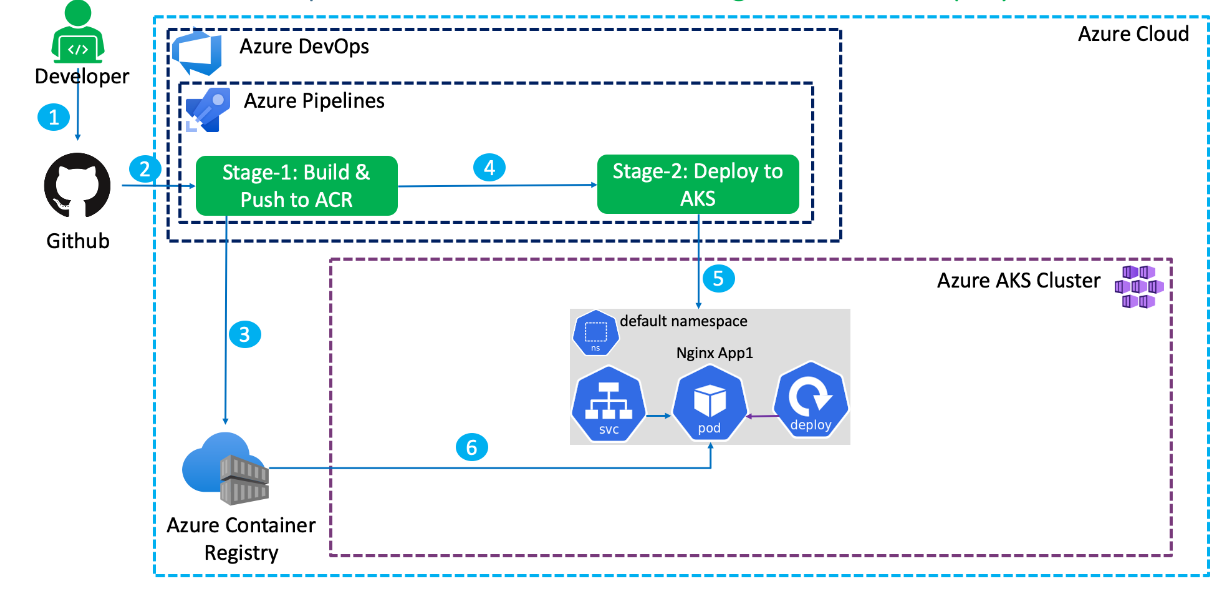 Azure Cloud
Azure DevOps
</>
Developer
Azure Pipelines
1
2
Stage-1: Build &
Push to ACR
4
Stage-2: Deploy to
AKS
Github
5
Azure AKS Cluster
3
default namespace
ns
Nginx App1
svc
pod
deploy
6
Azure Container
Registry